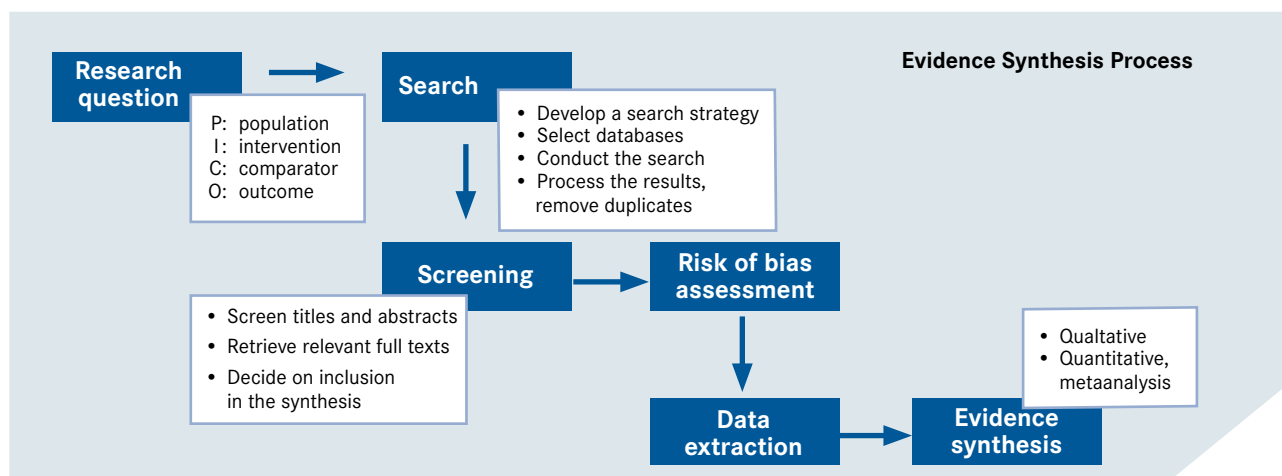 Evidence Synthesis Process
Research
question
P: population
I: intervention
C: comparator
O: outcome
Search
• Develop a search strategy
• Select databases
• Conduct the search
• Process the results,
remove duplicates
Screening
• Screen titles and abstracts
• Retrieve relevant full texts
• Decide on inclusion
in the synthesis
Risk of bias
assessment
Data
extraction
Evidence
synthesis
• Qualtative
• Quantitative,
metaanalysis